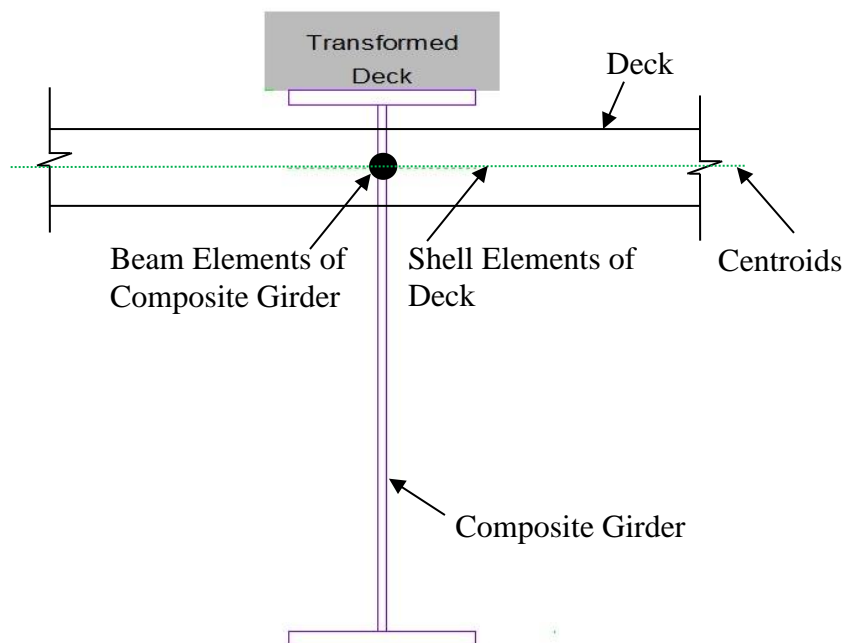 Transformed
Deck
Deck
Beam Elements of
Composite Girder
Shell Elements of
Deck
Centroids
Composite Girder